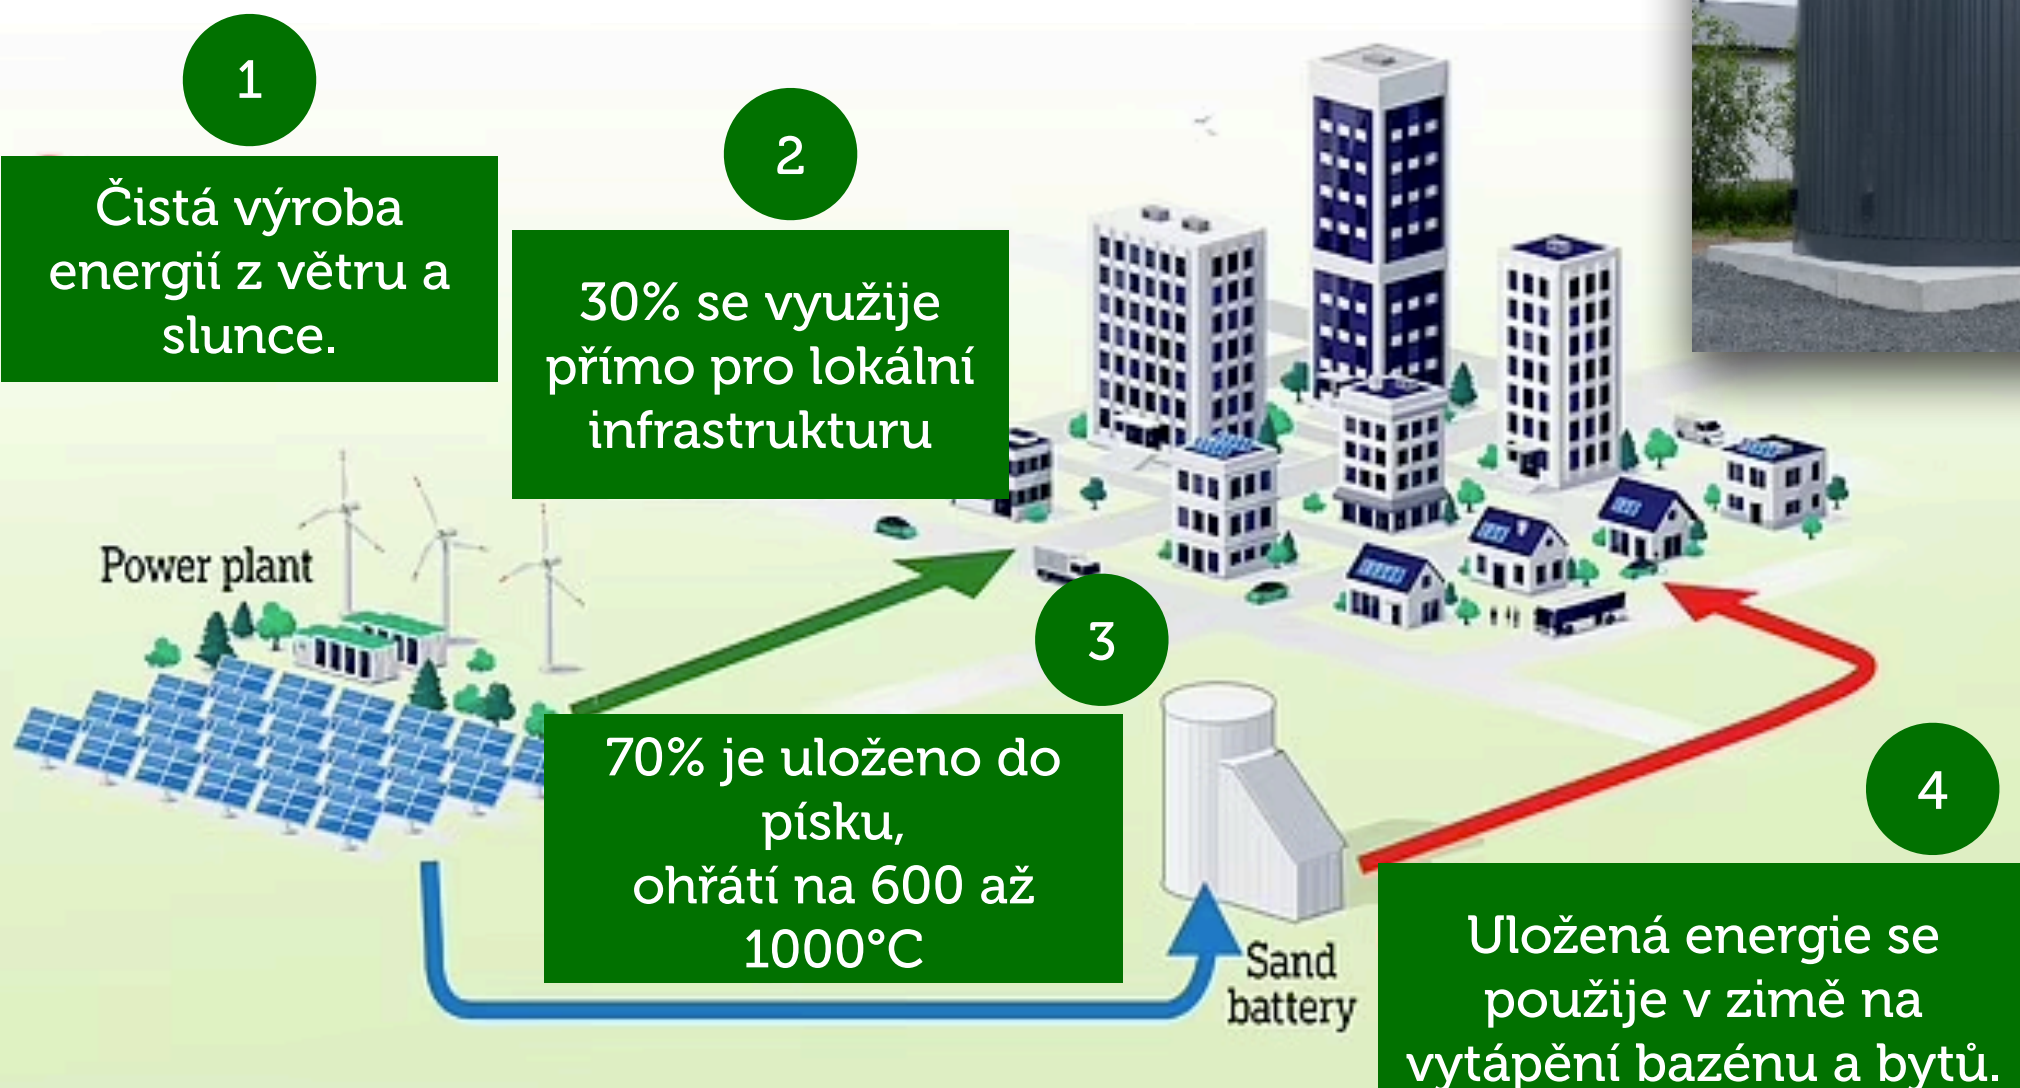 1
Čistá výroba
energií z větru a
slunce.
2
30% se využije
přímo pro lokální
infrastrukturu
Power plant
3
70% je uloženo do
písku,
ohřátí na 600 až
1000°C
Sand
battery
4
Uložená energie se
použije v zimě na
vytápění bazénu a bytů.